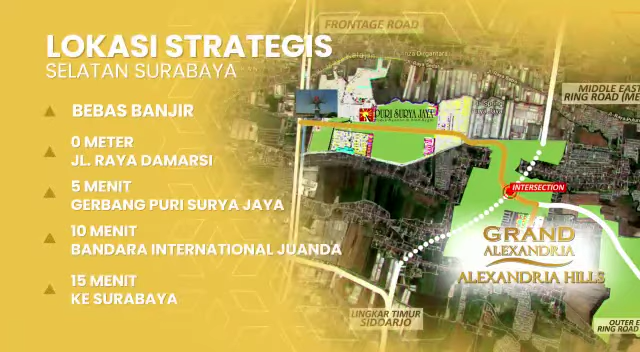 FRONTAGE ROAD
LOKASI STRATEGIS
SELATAN SURABAYA
MIDDLE EAST
RING ROAD (ME
BEBAS BANJIR
PURI SURYA JAYA
0 METER
JL. RAYA DAMARSI
5 MENIT
GERBANG PURI SURYA JAYA
INTERSECTION
10 MENIT
BANDARA INTERNATIONAL JUANDA
GRAND
ALEXANDRIA
ALEXANDRIA HILLS
15 MENIT
KE SURABAYA
LINGKAR TIMUR
SIDOARJO
OUTER E
RING ROAD